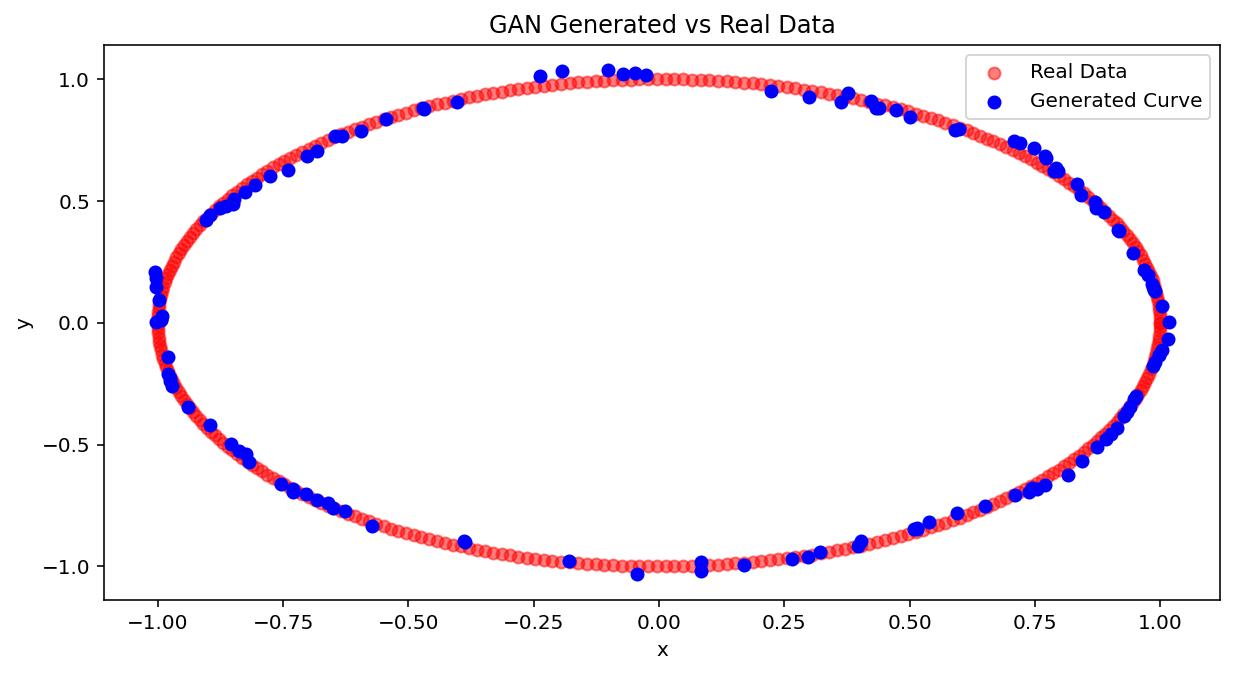 GAN Generated vs Real Data
Real Data
Generated Curve
y
1.0
0.5
0.0
−0.5
−1.0
−1.00 −0.75 −0.50 −0.25 0.00 0.25 0.50 0.75 1.00
x